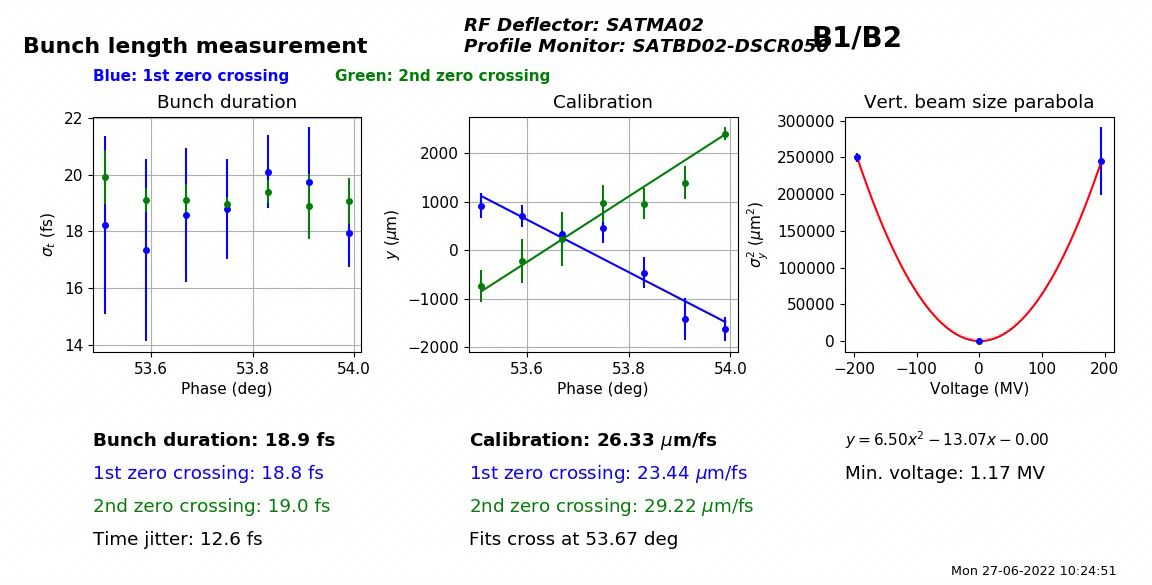 RF Deflector: SATMA02
Bunch length measurement
Profile Monitor: SATBD02-DSCR050
B1/B2
Blue: 1st zero crossing
Green: 2nd zero crossing
Bunch duration
Calibration
Vert. beam size parabola
σt (fs)
22
20
18
16
14
53.6
53.8
54.0
Phase (deg)
y (μm)
2000
1000
0
−1000
−2000
53.6
53.8
54.0
Phase (deg)
σy² (μm²)
300000
250000
200000
150000
100000
50000
0
−200
−100
0
100
200
Voltage (MV)
Bunch duration: 18.9 fs
1st zero crossing: 18.8 fs
2nd zero crossing: 19.0 fs
Time jitter: 12.6 fs
Calibration: 26.33 μm/fs
1st zero crossing: 23.44 μm/fs
2nd zero crossing: 29.22 μm/fs
Fits cross at 53.67 deg
y = 6.50x² − 13.07x − 0.00
Min. voltage: 1.17 MV
Mon 27-06-2022 10:24:51